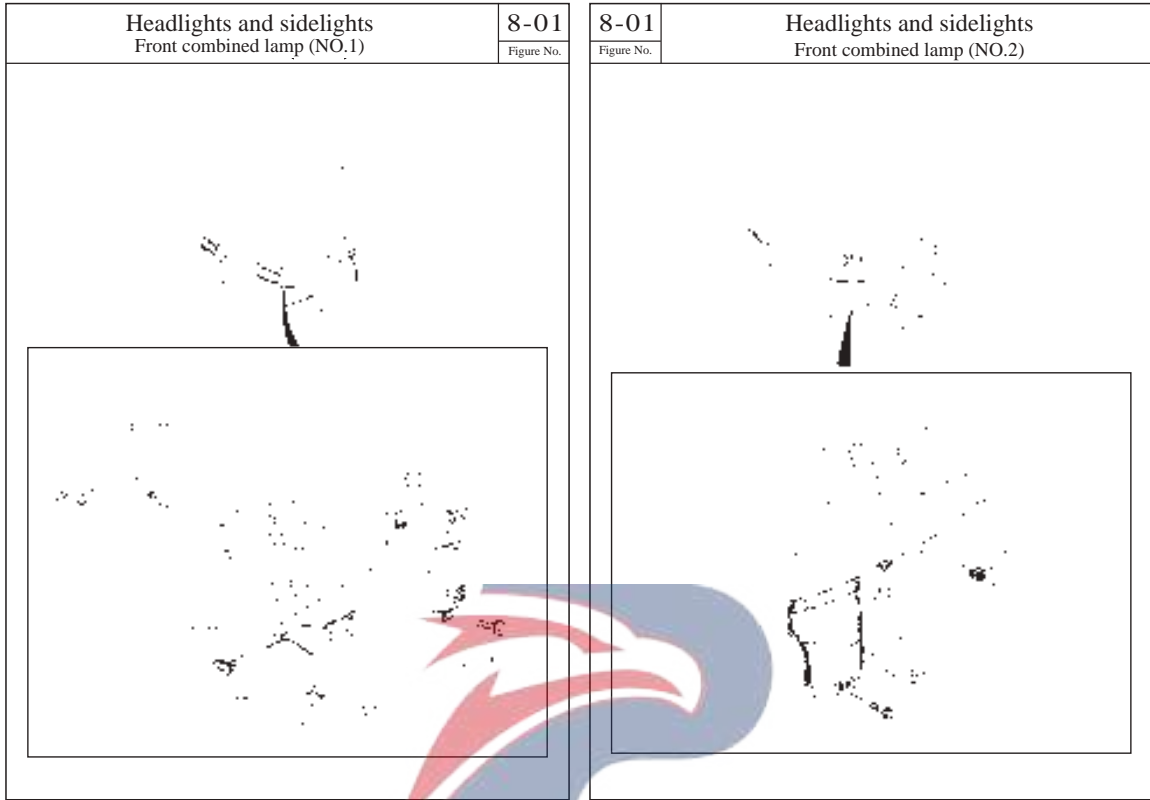 Headlights and sidelights
Front combined lamp (NO.1)
8-01
Figure No.
8-01
Figure No.
Headlights and sidelights
Front combined lamp (NO.2)